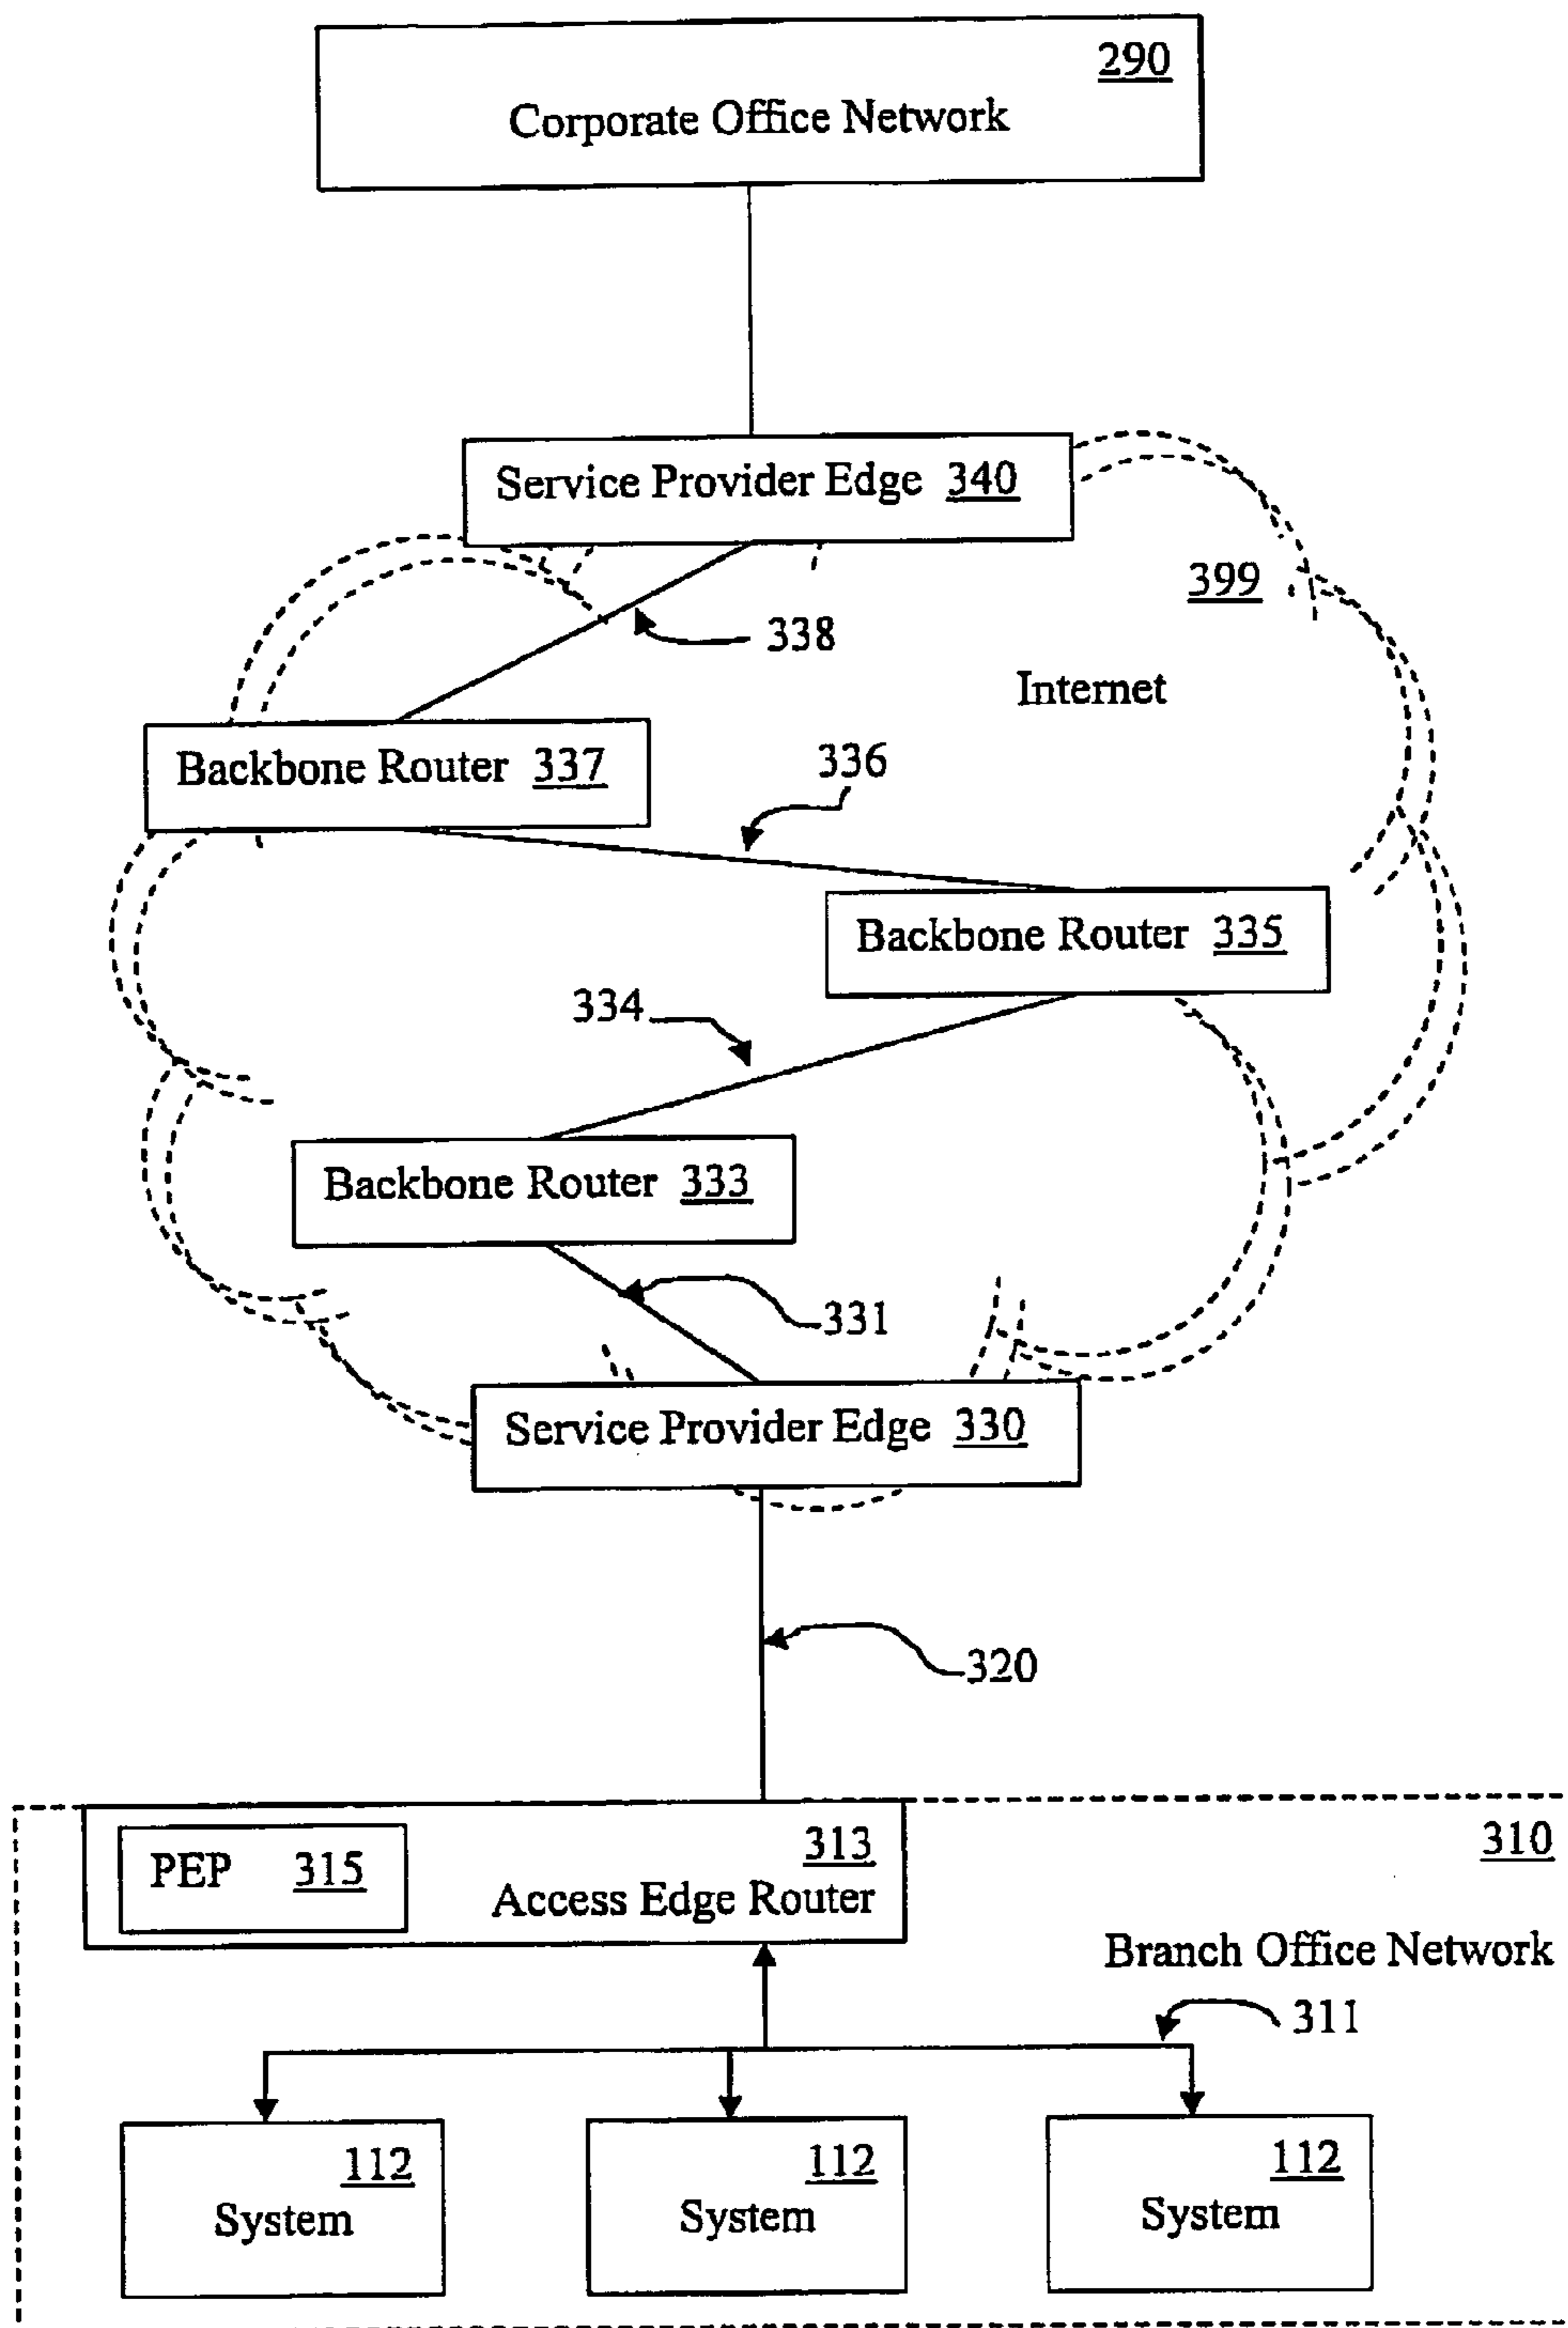 290
Corporate Office Network
Service Provider Edge 340
399
338
Internet
Backbone Router 337
336
Backbone Router 335
334
Backbone Router 333
331
Service Provider Edge 330
320
PEP 315
313
Access Edge Router
310
Branch Office Network
311
112
System
112
System
112
System